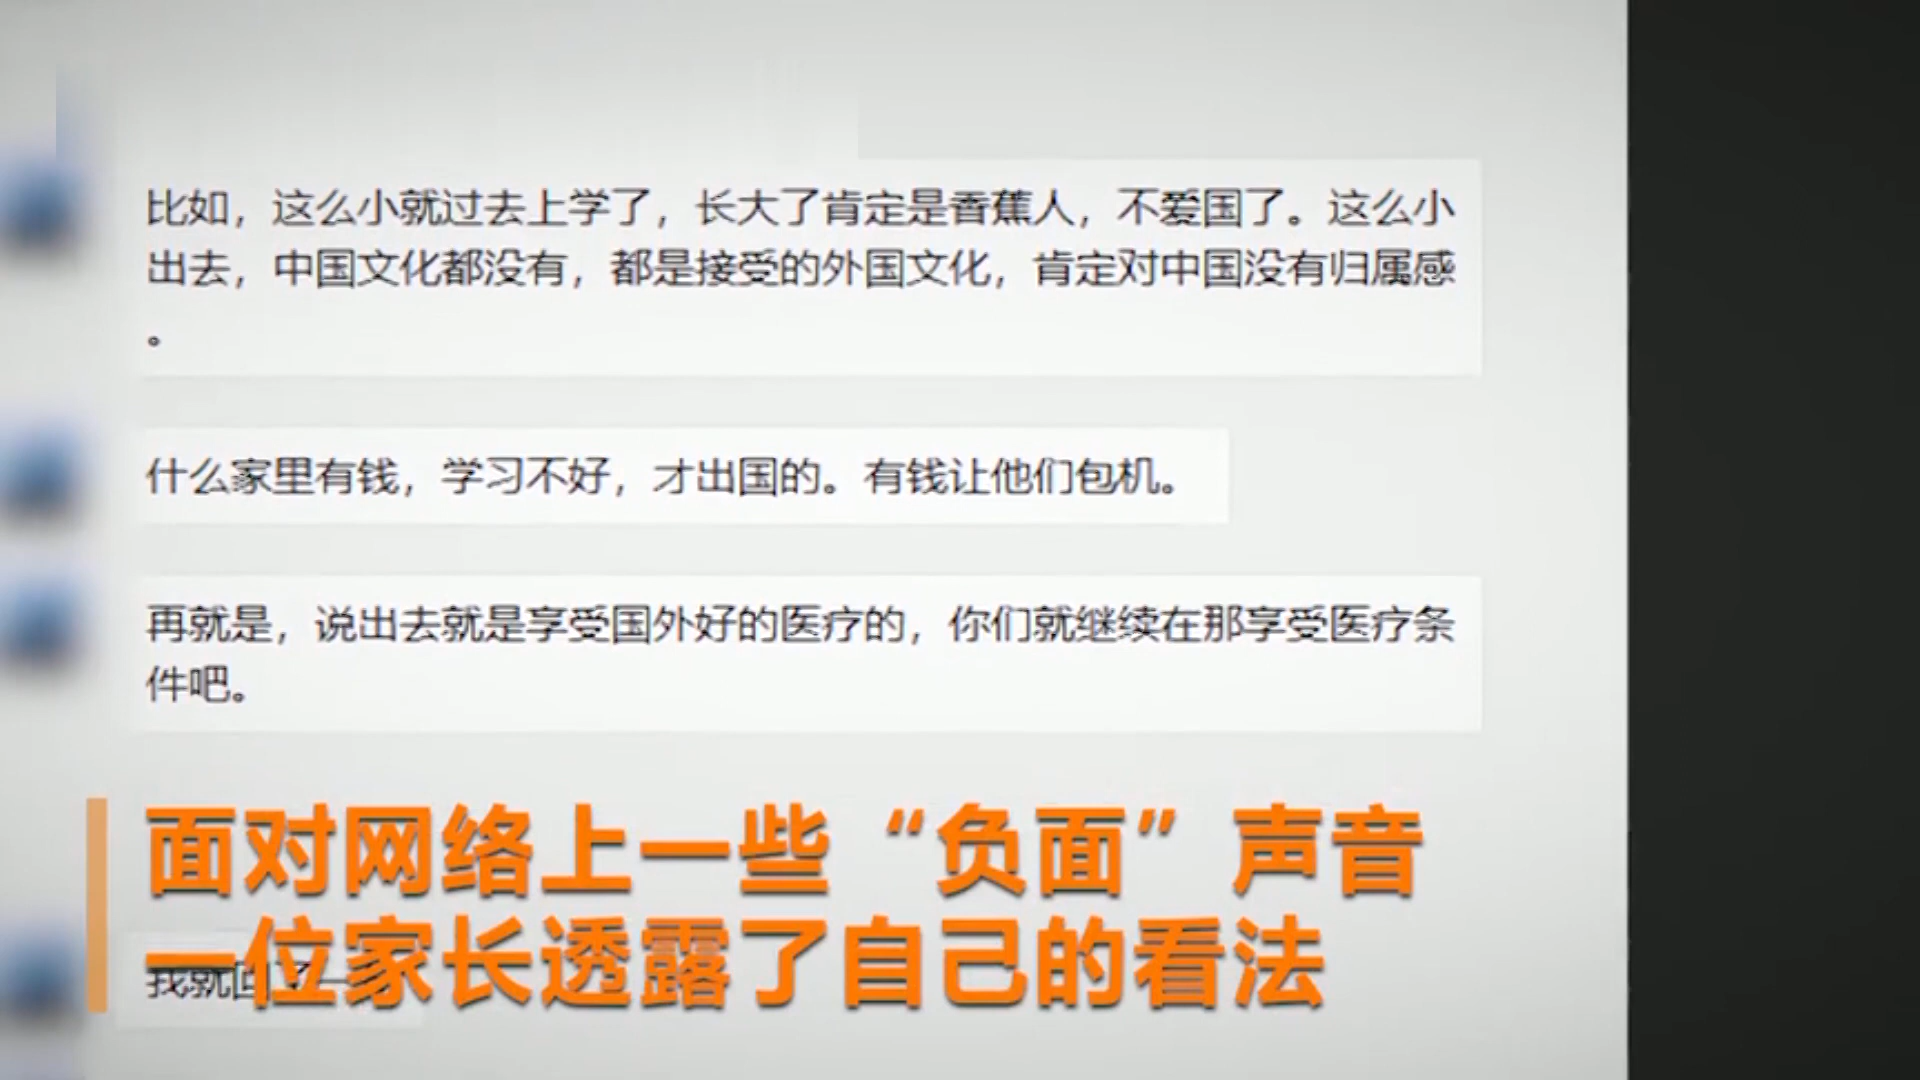 比如，这么小就过去上学了，长大了肯定是香蕉人，不爱国了。这么小
出去，中国文化都没有，都是接受的外国文化，肯定对中国没有归属感
。
什么家里有钱，学习不好，才出国的。有钱让他们包机。
再就是，说出去就是享受国外好的医疗的，你们就继续在那享受医疗条
件吧。
面对网络上一些“负面”声音
一位家长透露了自己的看法
我就回了一